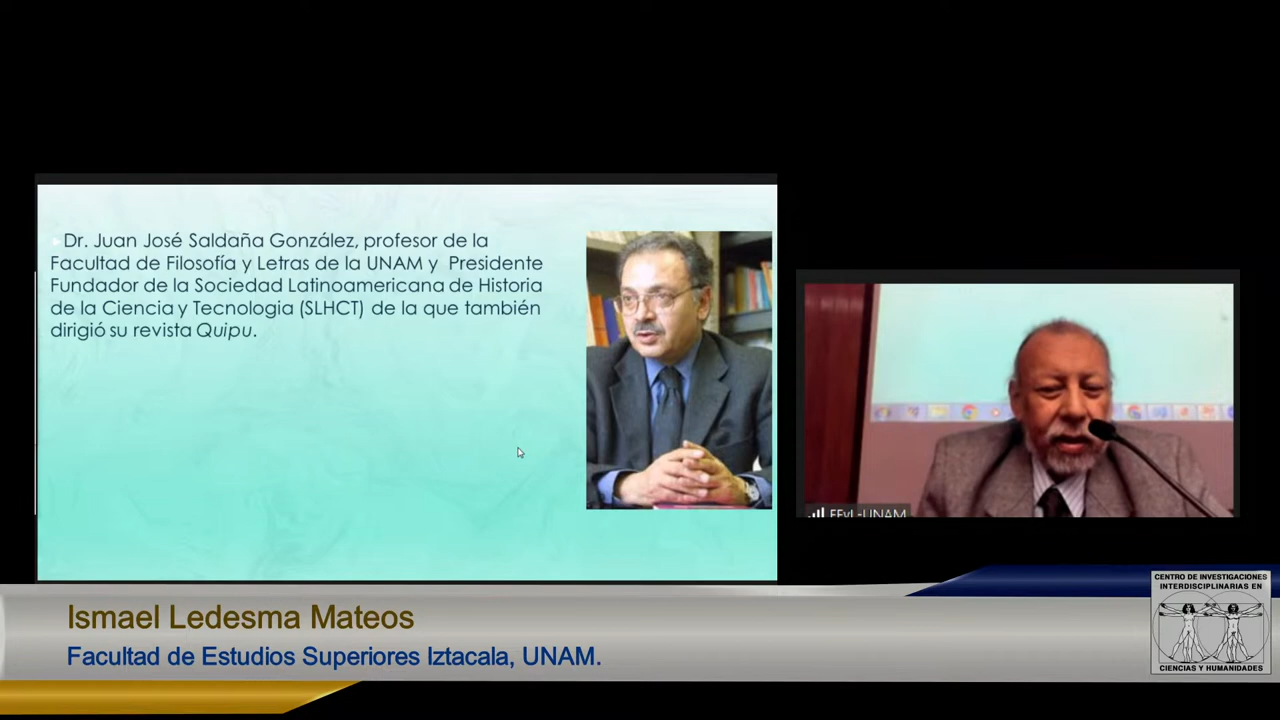 Dr. Juan José Saldaña González, profesor de la
Facultad de Filosofía y Letras de la UNAM y Presidente
Fundador de la Sociedad Latinoamericana de Historia
de la Ciencia y Tecnologia (SLHCT) de la que también
dirigió su revista Quipu.
FFyL-UNAM
Ismael Ledesma Mateos
Facultad de Estudios Superiores Iztacala, UNAM.
CENTRO DE INVESTIGACIONES
INTERDISCIPLINARIAS EN
CIENCIAS Y HUMANIDADES